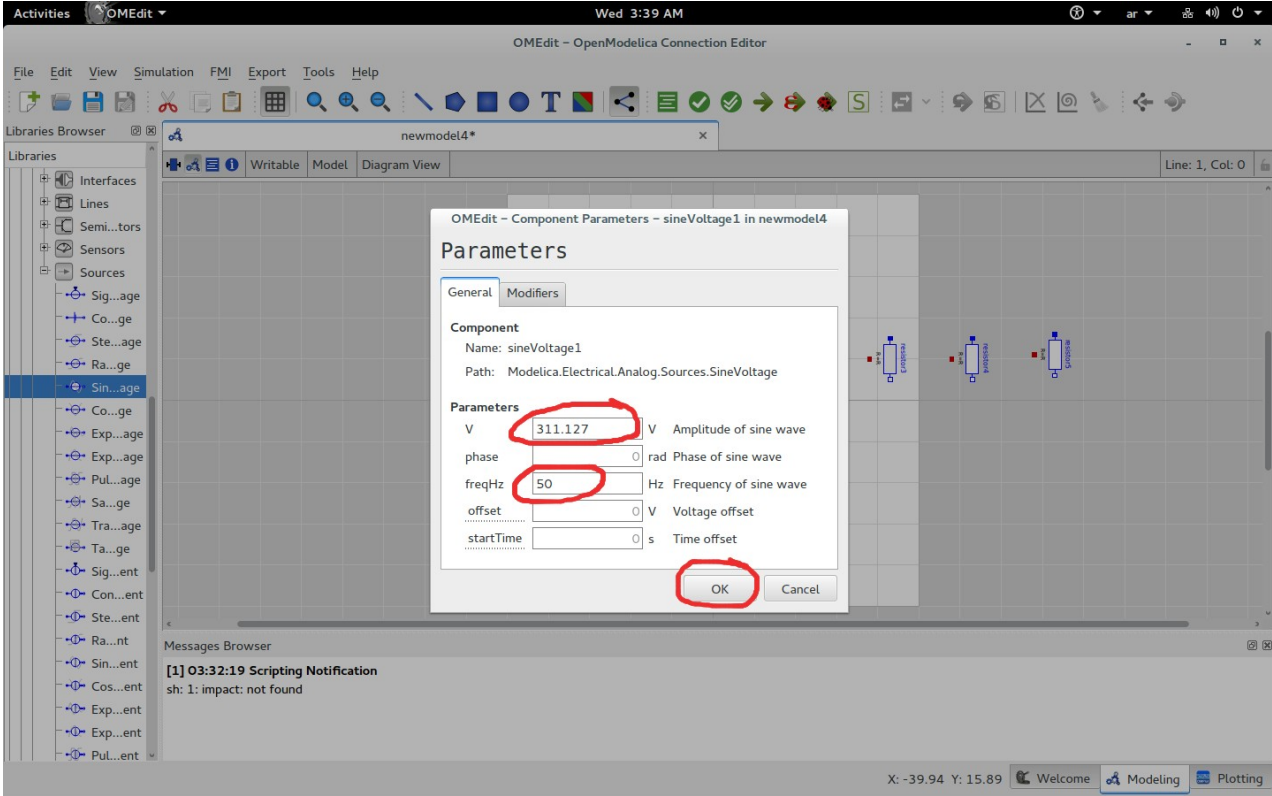 Activities OMEdit Wed 3:39 AM ar
OMEdit – OpenModelica Connection Editor
File Edit View Simulation FMI Export Tools Help
T S
Libraries Browser
newmodel4*
Libraries
Writable Model Diagram View Line: 1, Col: 0
Interfaces
Lines
Semi...tors
Sensors
Sources
Sig...age
Co...ge
Ste...age
Ra...ge
Sin...age
Co...ge
Exp...age
Exp...age
Pul...age
Sa...ge
Tra...age
Ta...ge
Sig...ent
Con...ent
Ste...ent
Ra...nt
Sin...ent
Cos...ent
Exp...ent
Exp...ent
Pul...ent
OMEdit – Component Parameters – sineVoltage1 in newmodel4
Parameters
General Modifiers
Component
Name: sineVoltage1
Path: Modelica.Electrical.Analog.Sources.SineVoltage
Parameters
V 311.127 V Amplitude of sine wave
phase 0 rad Phase of sine wave
freqHz 50 Hz Frequency of sine wave
offset 0 V Voltage offset
startTime 0 s Time offset
OK Cancel
R=R resistor3
R=R resistor4
R=R resistor5
Messages Browser
[1] 03:32:19 Scripting Notification
sh: 1: impact: not found
X: -39.94 Y: 15.89 Welcome Modeling Plotting